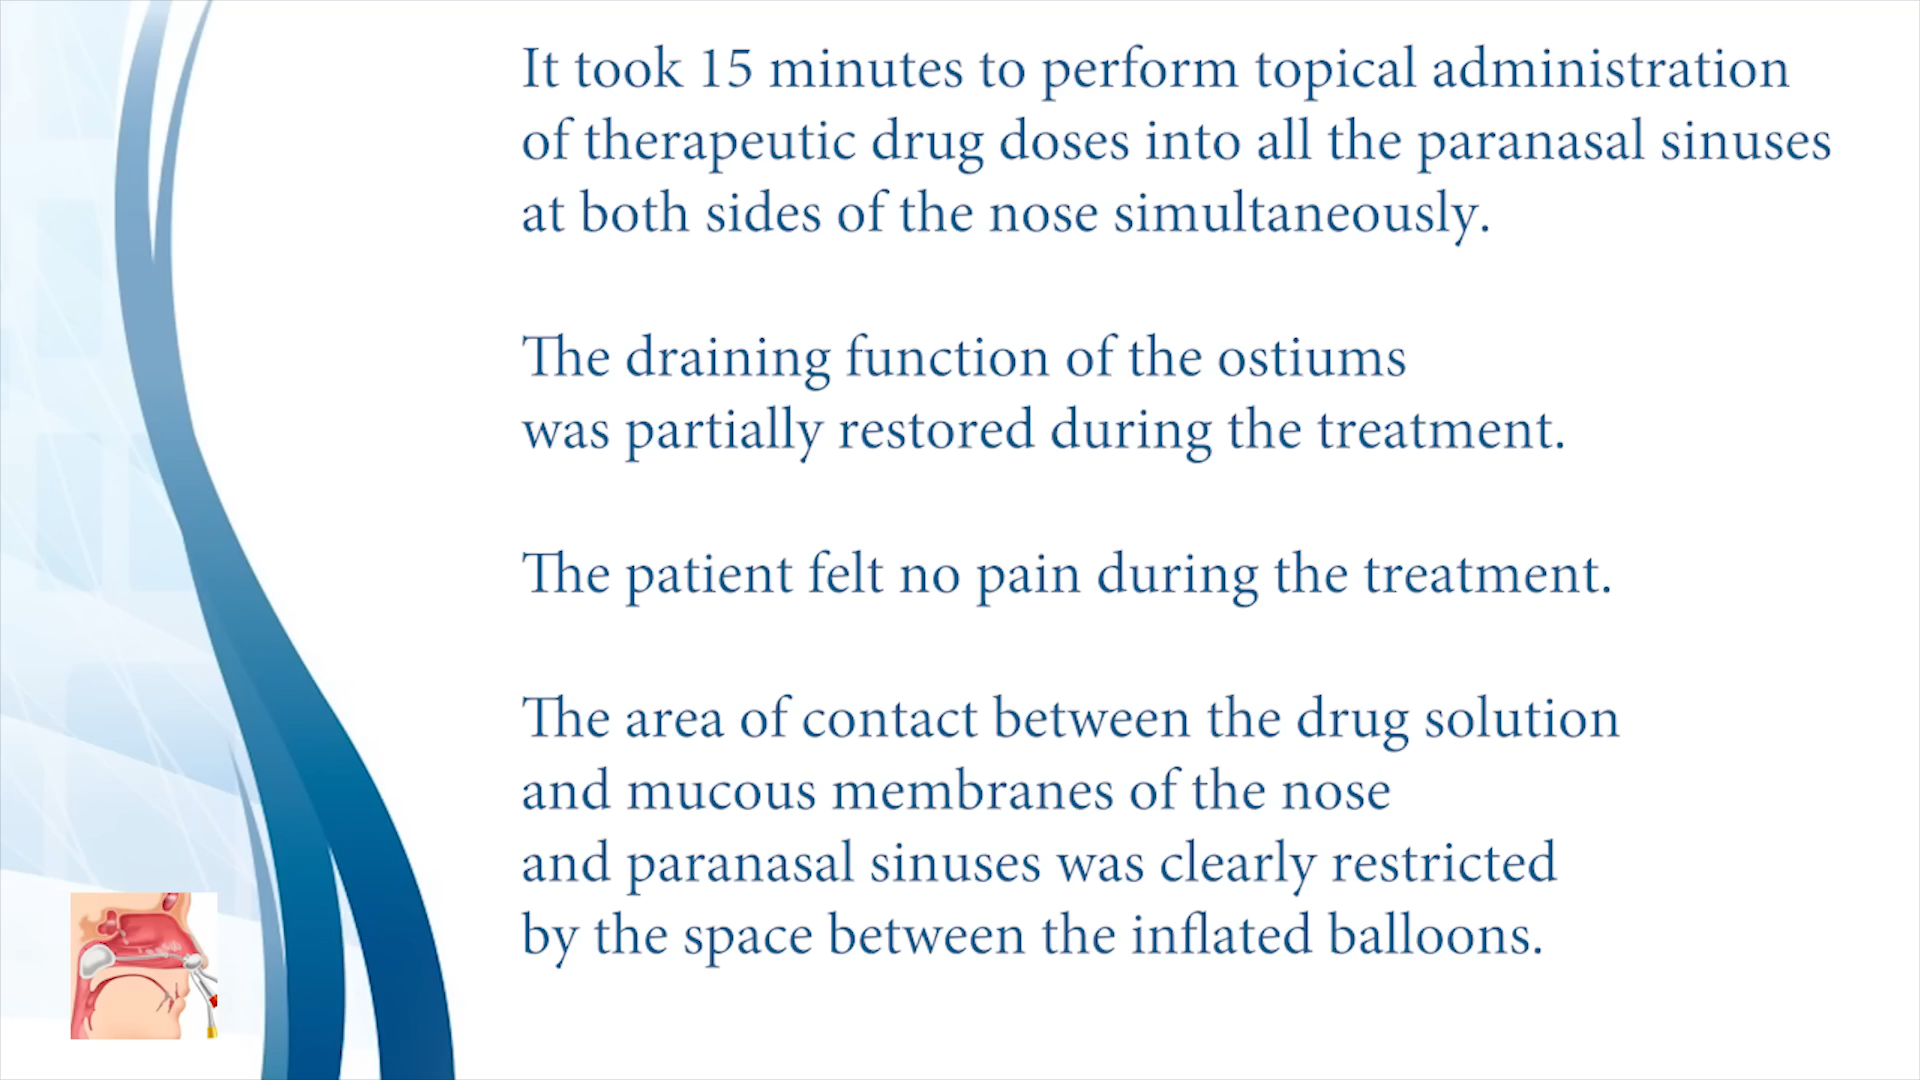 It took 15 minutes to perform topical administration
of therapeutic drug doses into all the paranasal sinuses
at both sides of the nose simultaneously.
The draining function of the ostiums
was partially restored during the treatment.
The patient felt no pain during the treatment.
The area of contact between the drug solution
and mucous membranes of the nose
and paranasal sinuses was clearly restricted
by the space between the inflated balloons.